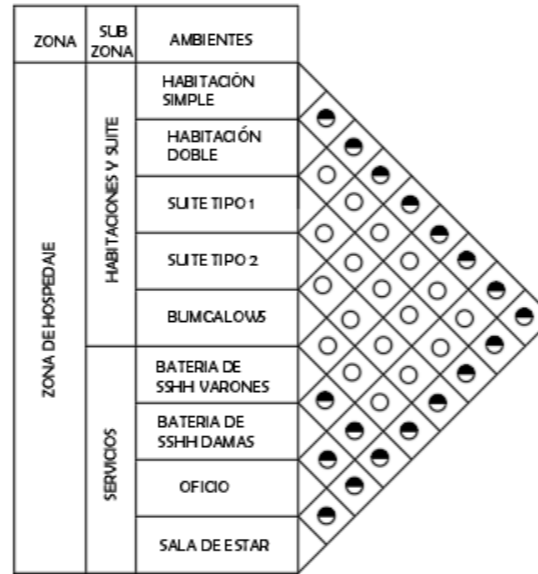 ZONA
SUB
ZONA
AMBIENTES
ZONA DE HOSPEDAJE
HABITACIONES Y SUITE
HABITACIÓN
SIMPLE
HABITACIÓN
DOBLE
SUITE TIPO 1
SUITE TIPO 2
BUMCALOWS
SERVICIOS
BATERIA DE
SSHH VARONES
BATERIA DE
SSHH DAMAS
OFICIO
SALA DE ESTAR